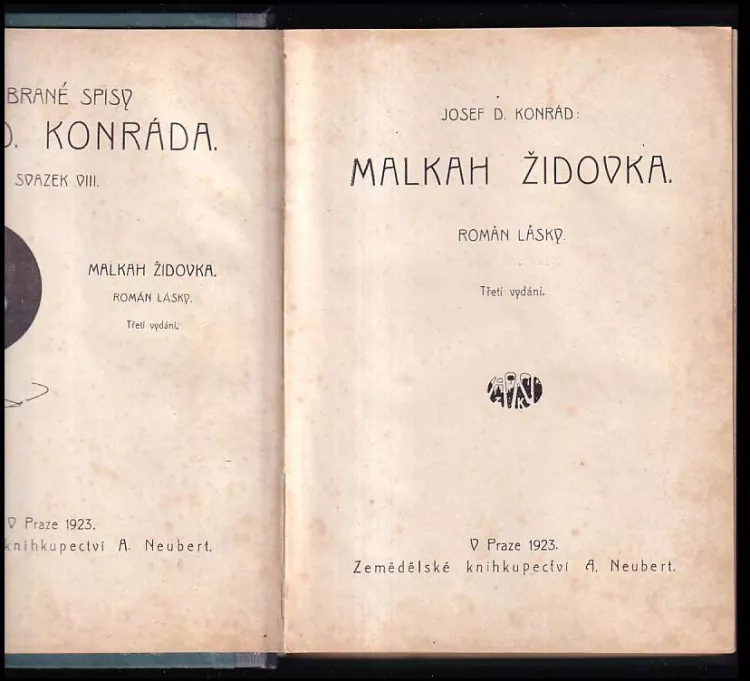 BRANÉ SPISY
D. KONRÁDA.
SVAZEK VIII.
MALKAH ŽIDOVKA.
ROMÁN LÁSKY.
Třetí vydání.
V Praze 1923.
knihkupectví A. Neubert.
JOSEF D. KONRÁD:
MALKAH ŽIDOVKA.
ROMÁN LÁSKY.
Třetí vydání.
V Praze 1923.
Zemědělské knihkupectví A. Neubert.